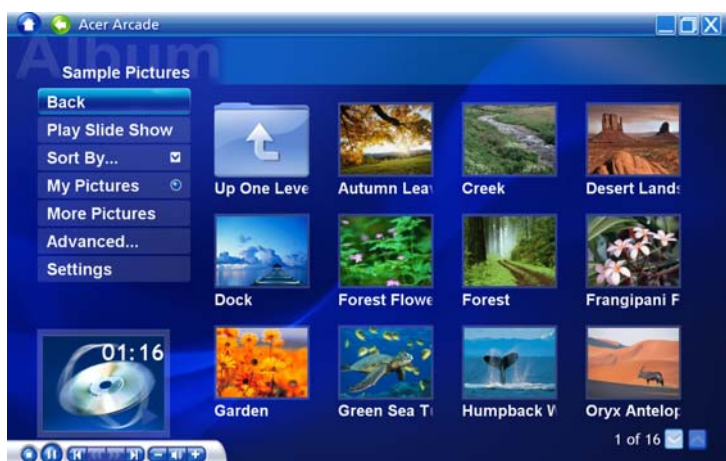 Acer Arcade
Album
Sample Pictures
Back
Play Slide Show
Sort By...
My Pictures
More Pictures
Advanced...
Settings
01:16
Up One Leve
Autumn Leav
Creek
Desert Lands
Dock
Forest Flowe
Forest
Frangipani F
Garden
Green Sea T
Humpback W
Oryx Antelop
1 of 16